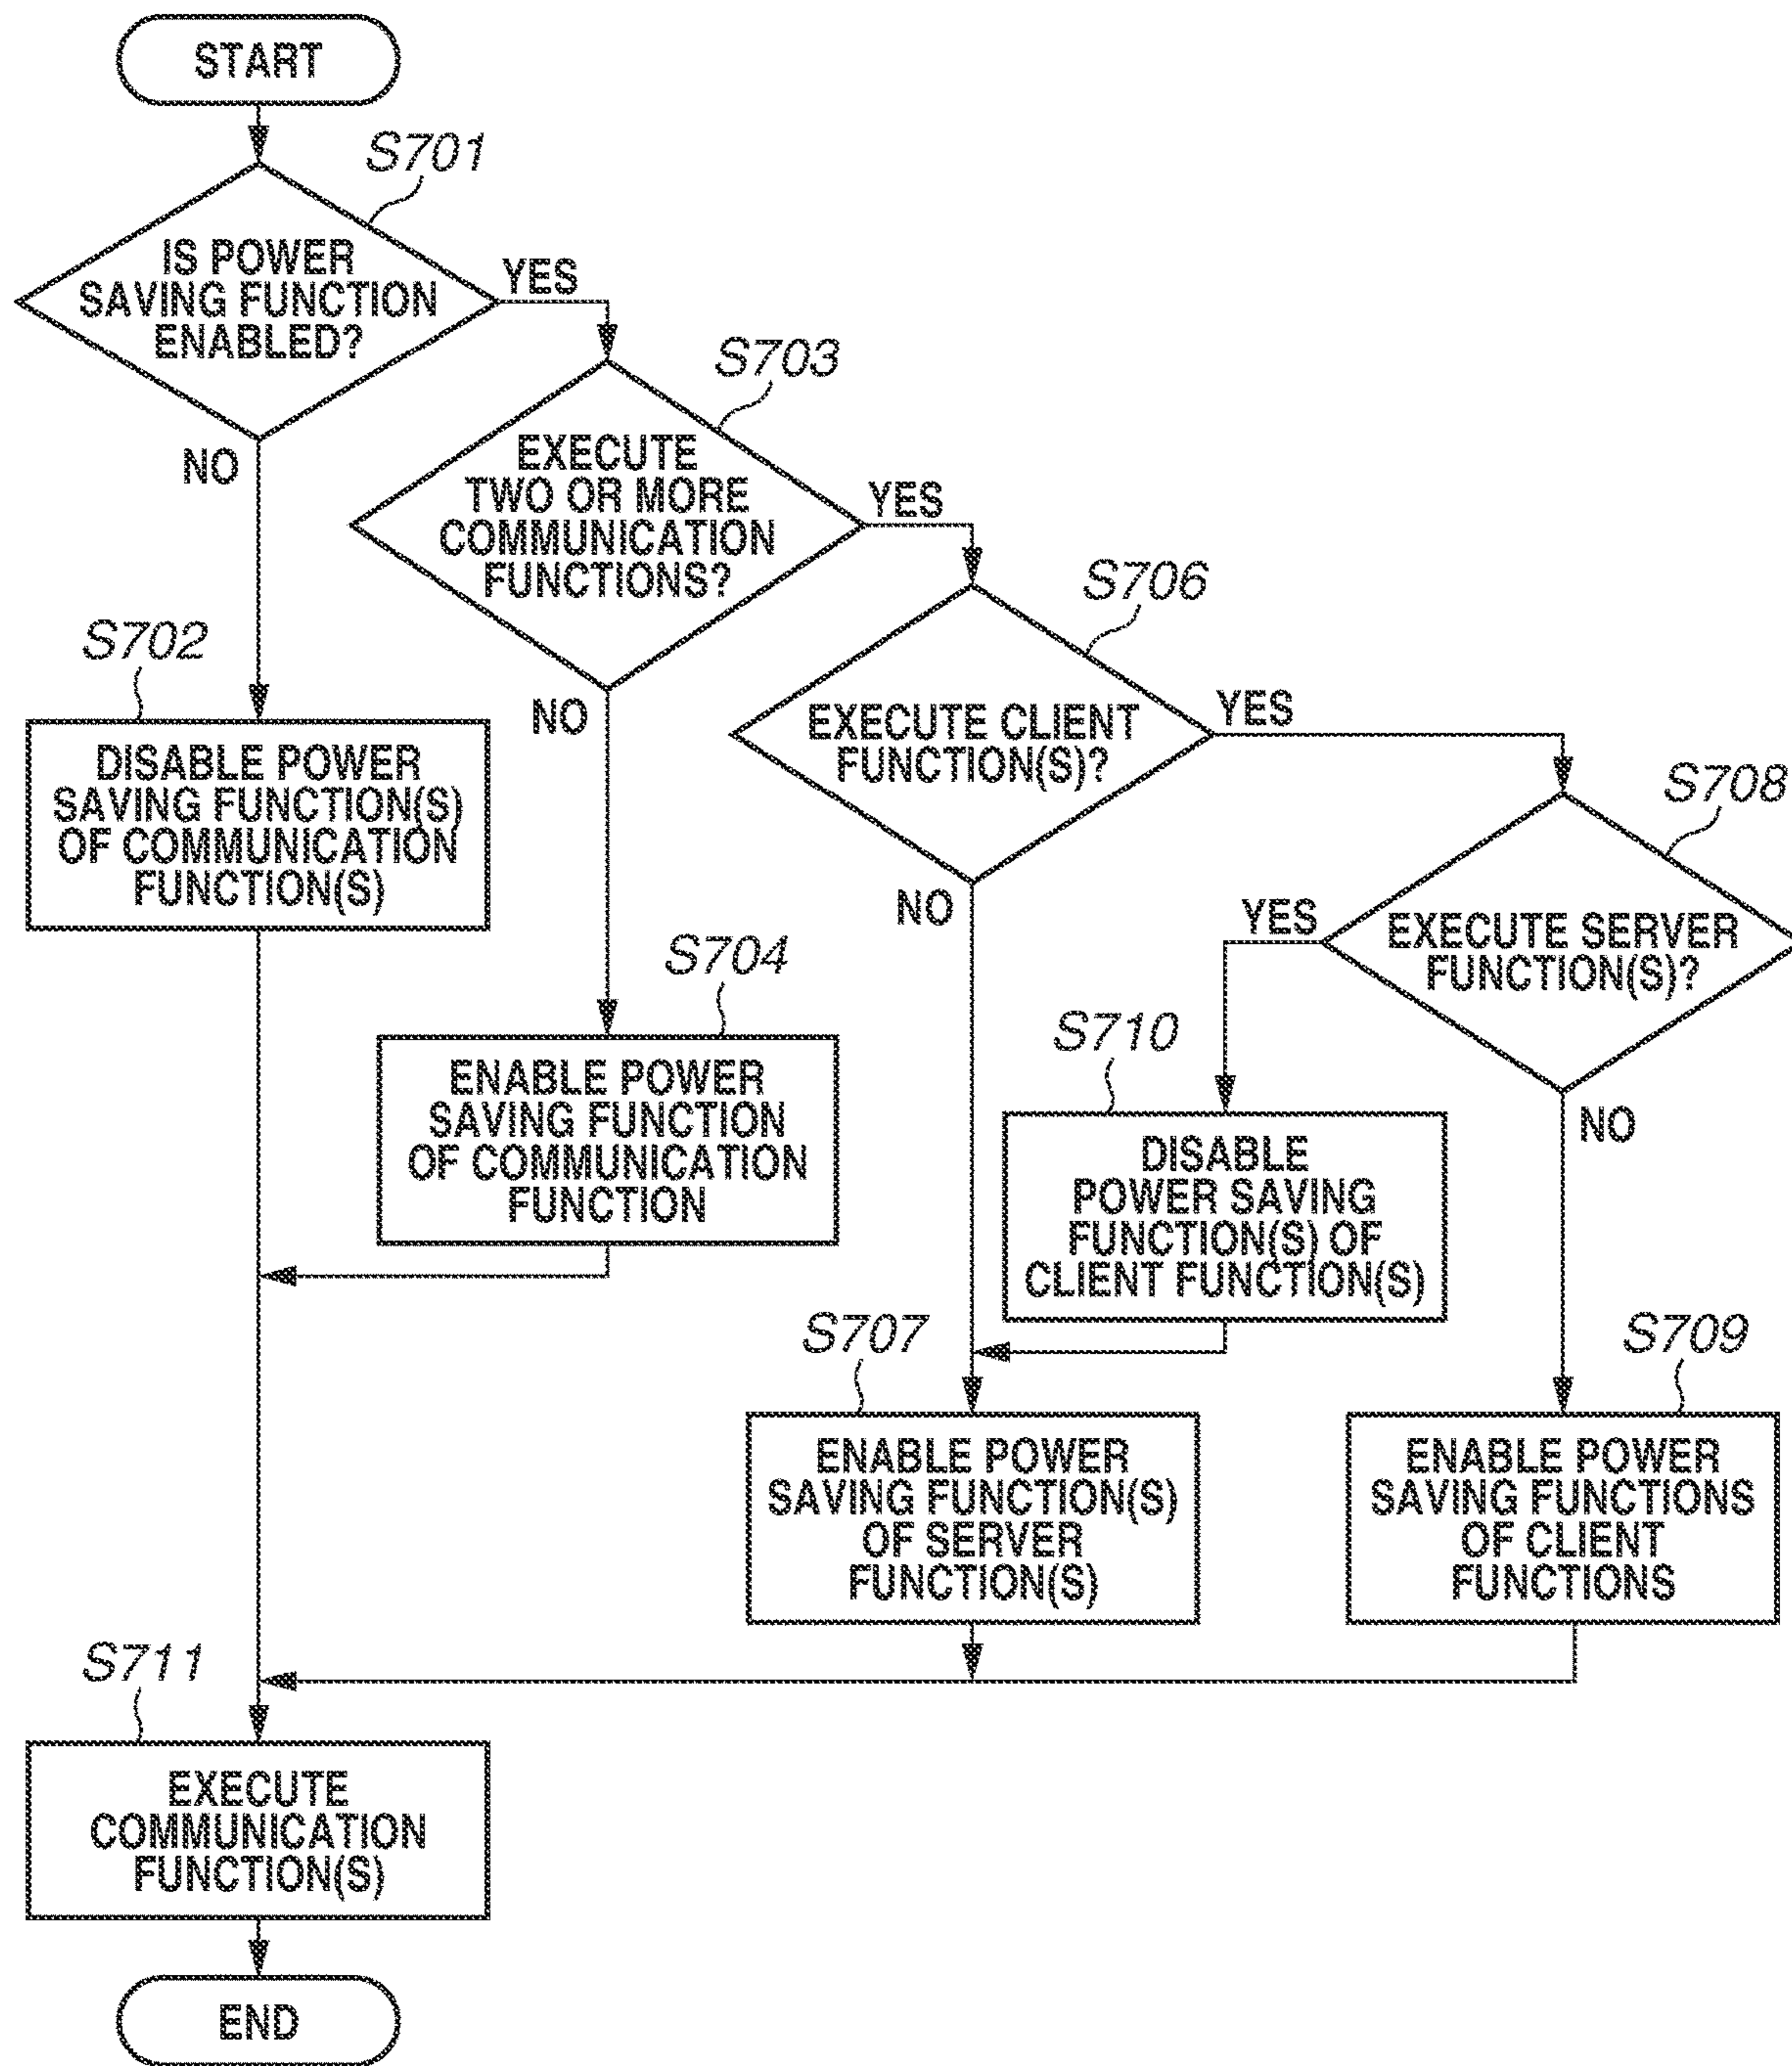 START
S701
IS POWER
SAVING FUNCTION
ENABLED?
YES
NO
S703
EXECUTE
TWO OR MORE
COMMUNICATION
FUNCTIONS?
YES
NO
S706
EXECUTE CLIENT
FUNCTION(S)?
YES
NO
S708
EXECUTE SERVER
FUNCTION(S)?
YES
NO
S702
DISABLE POWER
SAVING FUNCTION(S)
OF COMMUNICATION
FUNCTION(S)
S704
ENABLE POWER
SAVING FUNCTION
OF COMMUNICATION
FUNCTION
S710
DISABLE
POWER SAVING
FUNCTION(S) OF
CLIENT FUNCTION(S)
S707
ENABLE POWER
SAVING FUNCTION(S)
OF SERVER
FUNCTION(S)
S709
ENABLE POWER
SAVING FUNCTIONS
OF CLIENT
FUNCTIONS
S711
EXECUTE
COMMUNICATION
FUNCTION(S)
END